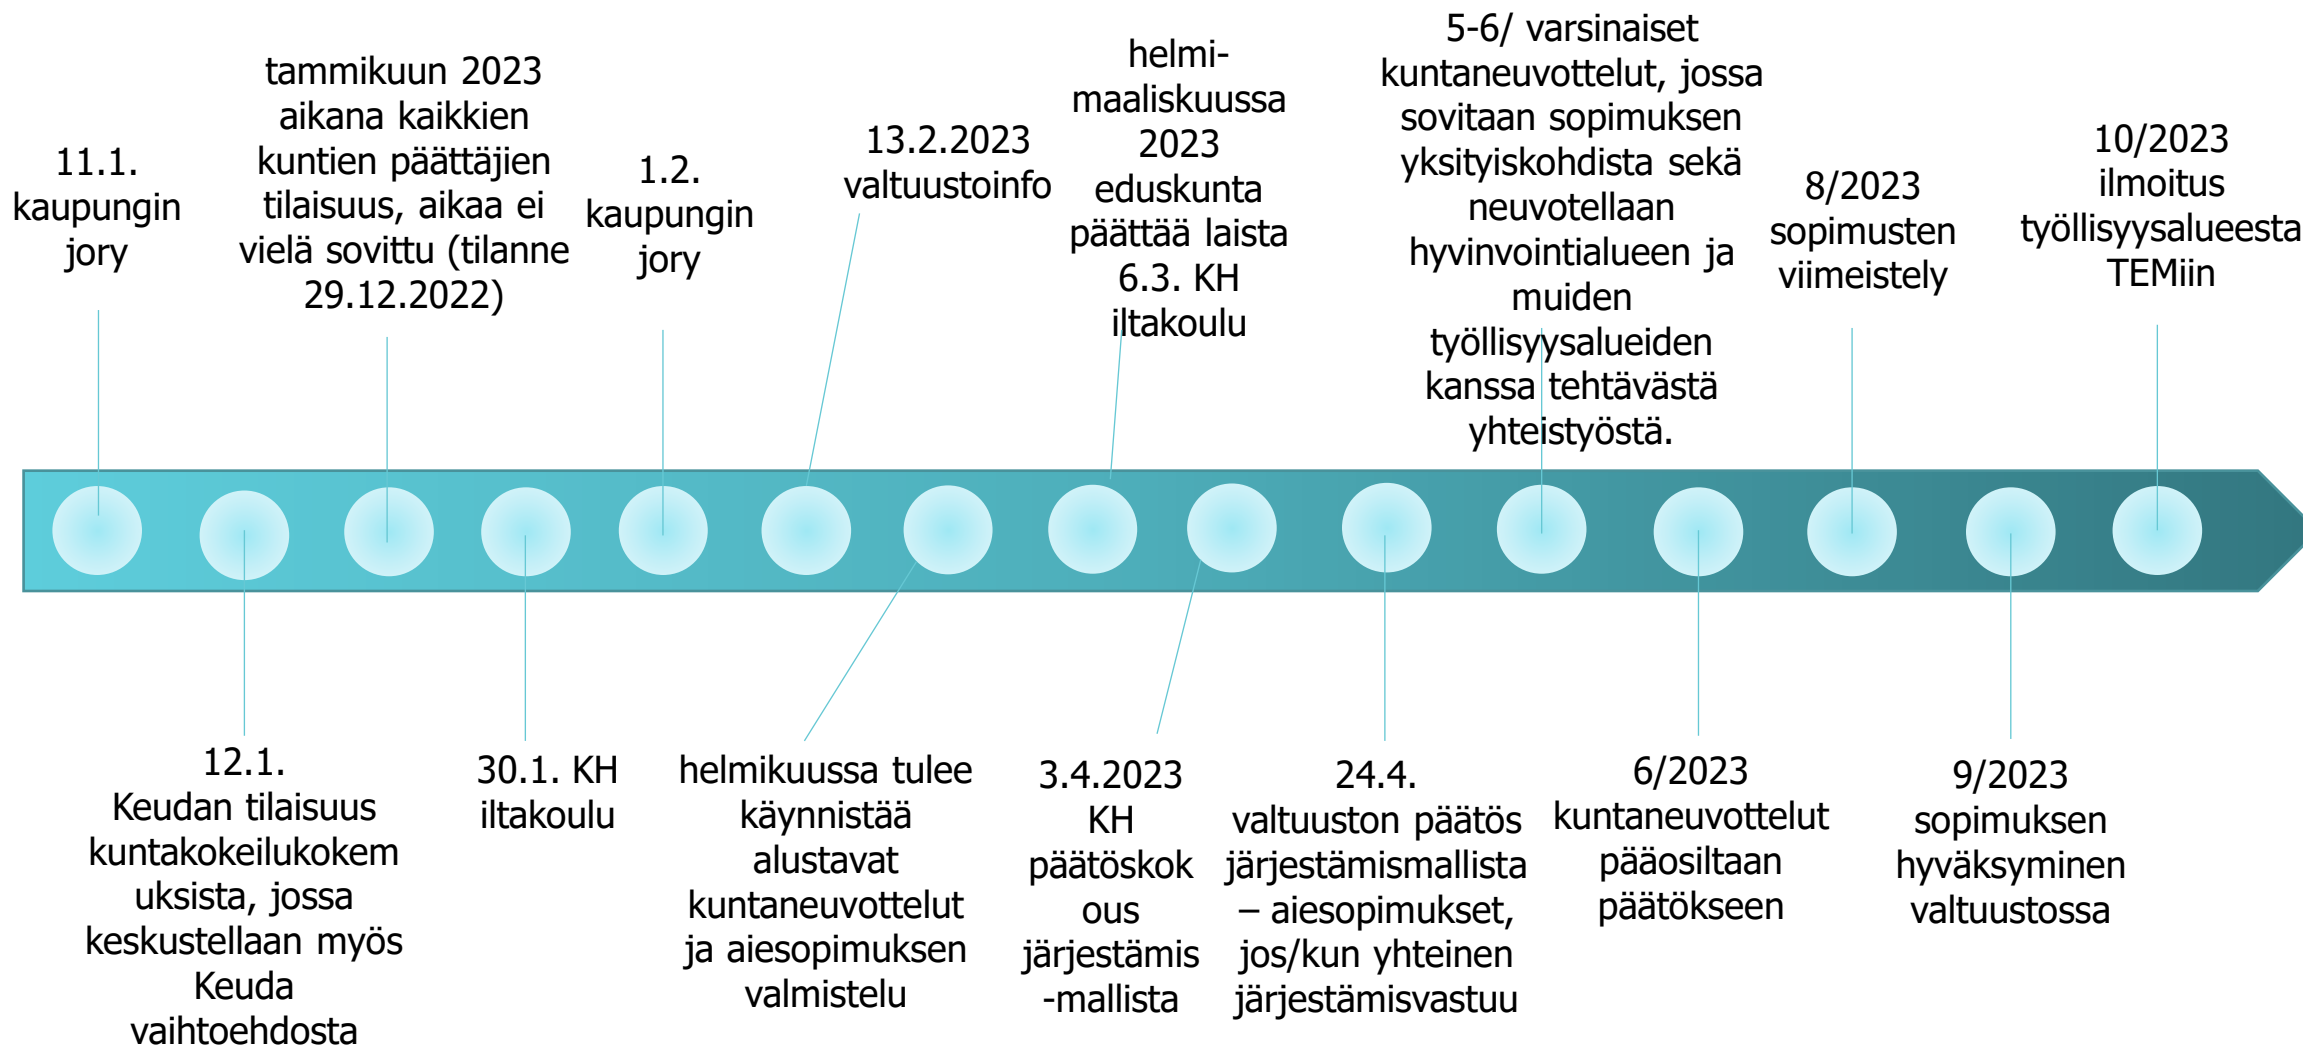 11.1.
kaupungin
jory
tammikuun 2023
aikana kaikkien
kuntien päättäjien
tilaisuus, aikaa ei
vielä sovittu (tilanne
29.12.2022)
1.2.
kaupungin
jory
13.2.2023
valtuustoinfo
helmi-
maaliskuussa
2023
eduskunta
päättää laista
6.3. KH
iltakoulu
5-6/ varsinaiset
kuntaneuvottelut, jossa
sovitaan sopimuksen
yksityiskohdista sekä
neuvotellaan
hyvinvointialueen ja
muiden
työllisyysalueiden
kanssa tehtävästä
yhteistyöstä.
8/2023
sopimusten
viimeistely
10/2023
ilmoitus
työllisyysalueesta
TEMiin
12.1.
Keudan tilaisuus
kuntakokeilukokem
uksista, jossa
keskustellaan myös
Keuda
vaihtoehdosta
30.1. KH
iltakoulu
helmikuussa tulee
käynnistää
alustavat
kuntaneuvottelut
ja aiesopimuksen
valmistelu
3.4.2023
KH
päätöskok
ous
järjestämis
-mallista
24.4.
valtuuston päätös
järjestämismallista
– aiesopimukset,
jos/kun yhteinen
järjestämisvastuu
6/2023
kuntaneuvottelut
pääosiltaan
päätökseen
9/2023
sopimuksen
hyväksyminen
valtuustossa